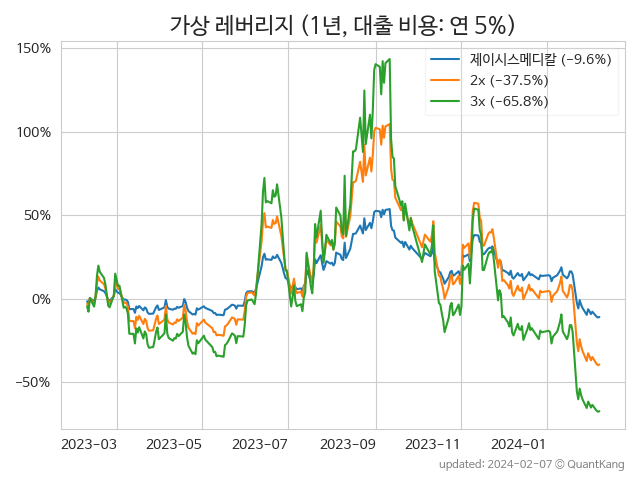 가상 레버리지 (1년, 대출 비용: 연 5%)
150%
100%
50%
0%
−50%
제이시스메디칼 (−9.6%)
2x (−37.5%)
3x (−65.8%)
2023-03 2023-05 2023-07 2023-09 2023-11 2024-01
updated: 2024-02-07 © QuantKang